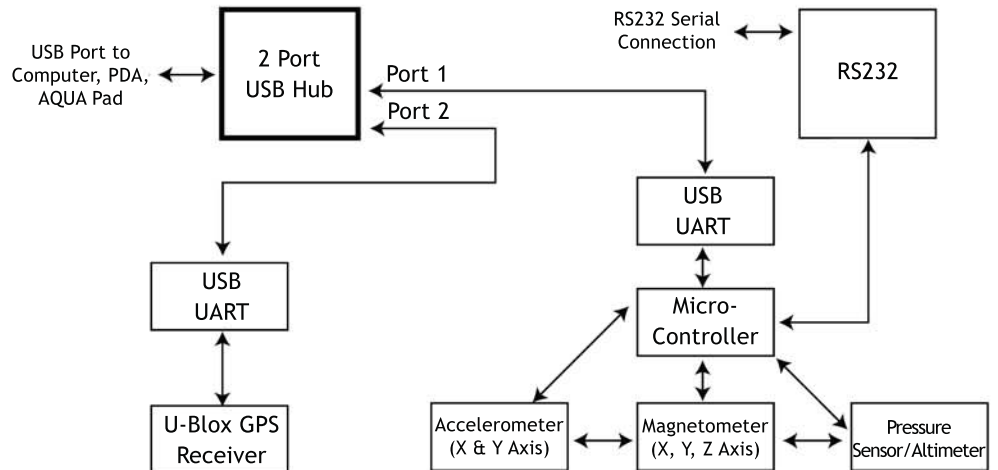 USB Port to
Computer, PDA,
AQUA Pad
2 Port
USB Hub
Port 1
Port 2
RS232 Serial
Connection
RS232
USB
UART
USB
UART
Micro-
Controller
U-Blox GPS
Receiver
Accelerometer
(X & Y Axis)
Magnetometer
(X, Y, Z Axis)
Pressure
Sensor/Altimeter